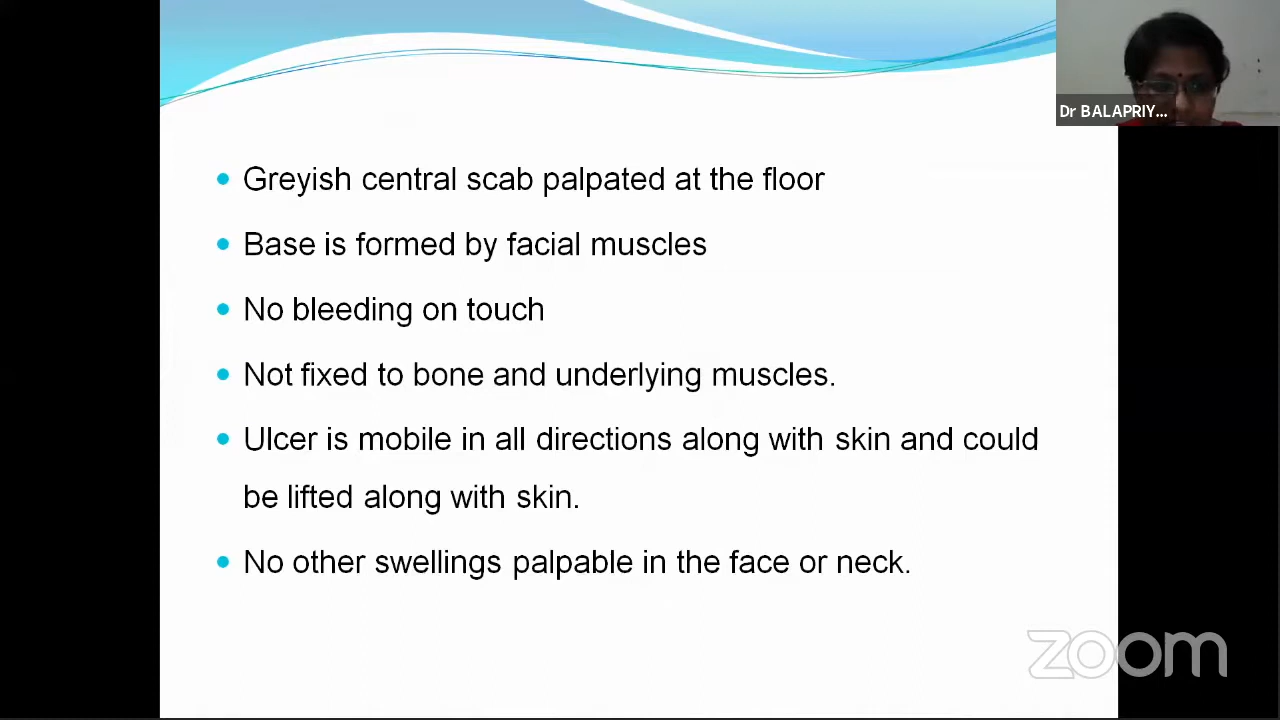 Dr BALAPRIY...
• Greyish central scab palpated at the floor
• Base is formed by facial muscles
• No bleeding on touch
• Not fixed to bone and underlying muscles.
• Ulcer is mobile in all directions along with skin and could
be lifted along with skin.
• No other swellings palpable in the face or neck.
zoom